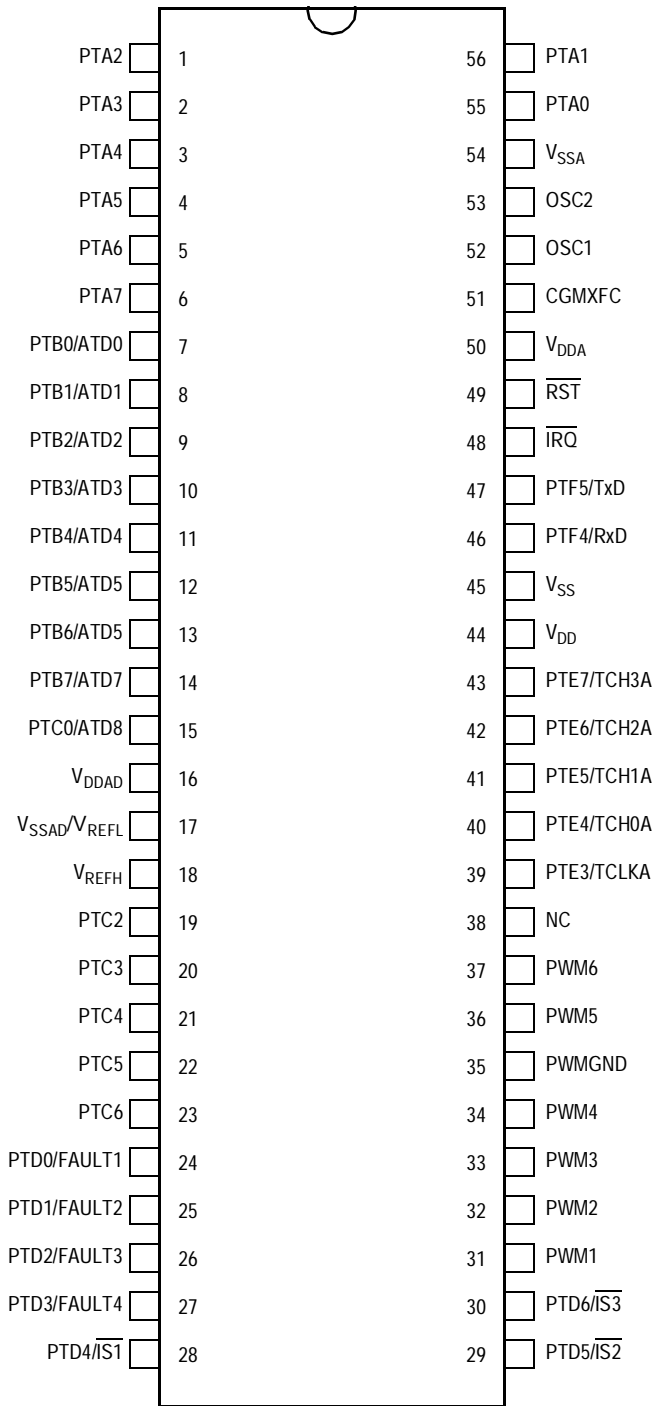 PTA2 1 56 PTA1
PTA3 2 55 PTA0
PTA4 3 54 VSSA
PTA5 4 53 OSC2
PTA6 5 52 OSC1
PTA7 6 51 CGMXFC
PTB0/ATD0 7 50 VDDA
PTB1/ATD1 8 49 RST
PTB2/ATD2 9 48 IRQ
PTB3/ATD3 10 47 PTF5/TxD
PTB4/ATD4 11 46 PTF4/RxD
PTB5/ATD5 12 45 VSS
PTB6/ATD5 13 44 VDD
PTB7/ATD7 14 43 PTE7/TCH3A
PTC0/ATD8 15 42 PTE6/TCH2A
VDDAD 16 41 PTE5/TCH1A
VSSAD/VREFL 17 40 PTE4/TCH0A
VREFH 18 39 PTE3/TCLKA
PTC2 19 38 NC
PTC3 20 37 PWM6
PTC4 21 36 PWM5
PTC5 22 35 PWMGND
PTC6 23 34 PWM4
PTD0/FAULT1 24 33 PWM3
PTD1/FAULT2 25 32 PWM2
PTD2/FAULT3 26 31 PWM1
PTD3/FAULT4 27 30 PTD6/IS3
PTD4/IS1 28 29 PTD5/IS2